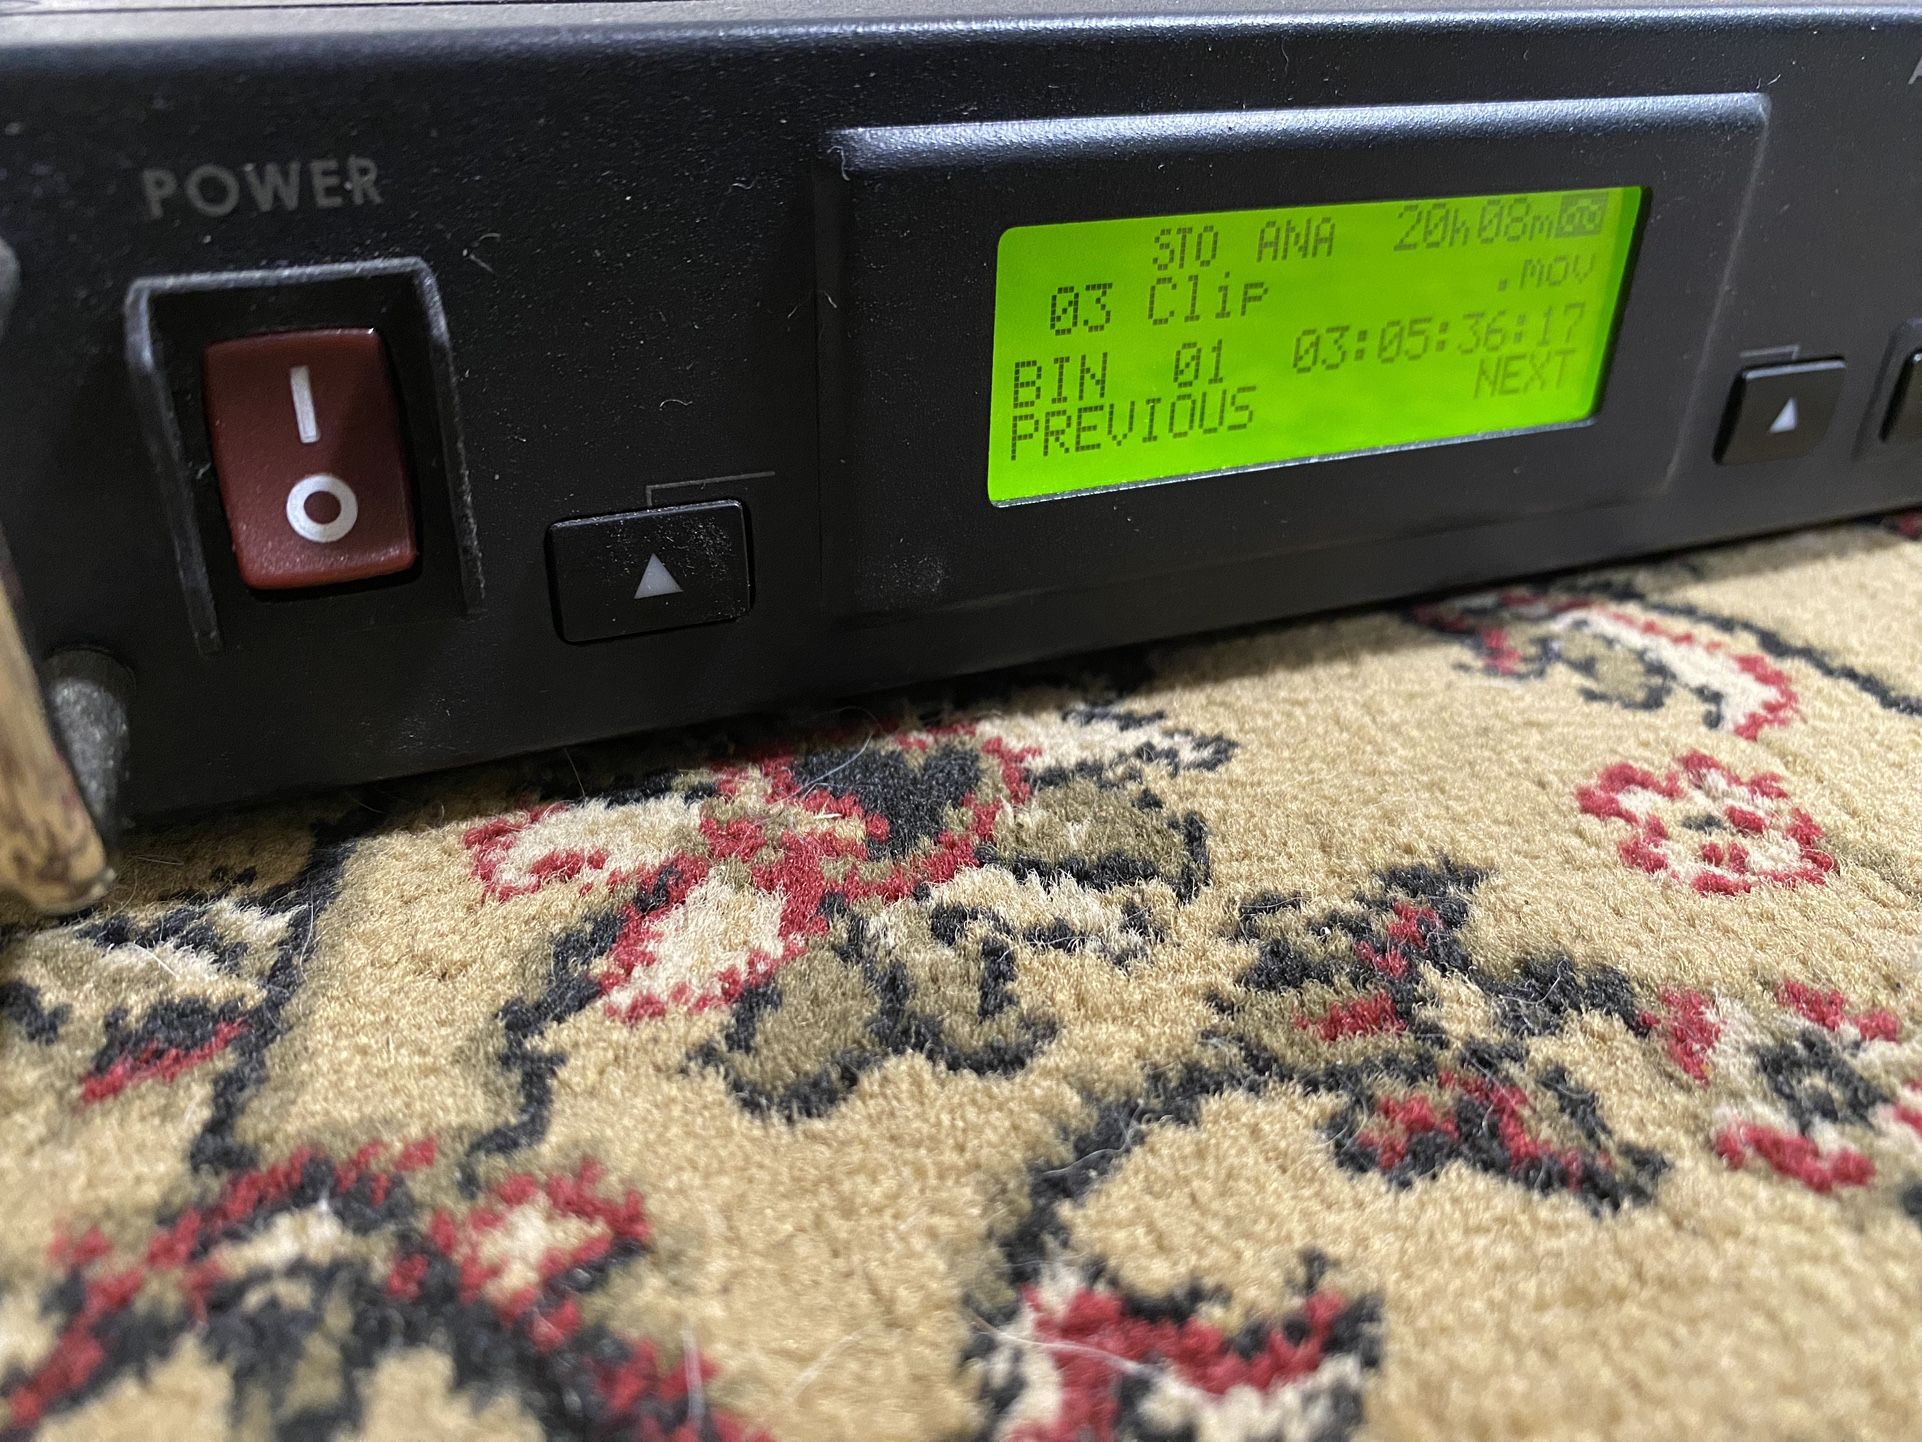 POWER
STO ANA 20h08m
03 Clip .mov
BIN 01 03:05:36:17
PREVIOUS NEXT